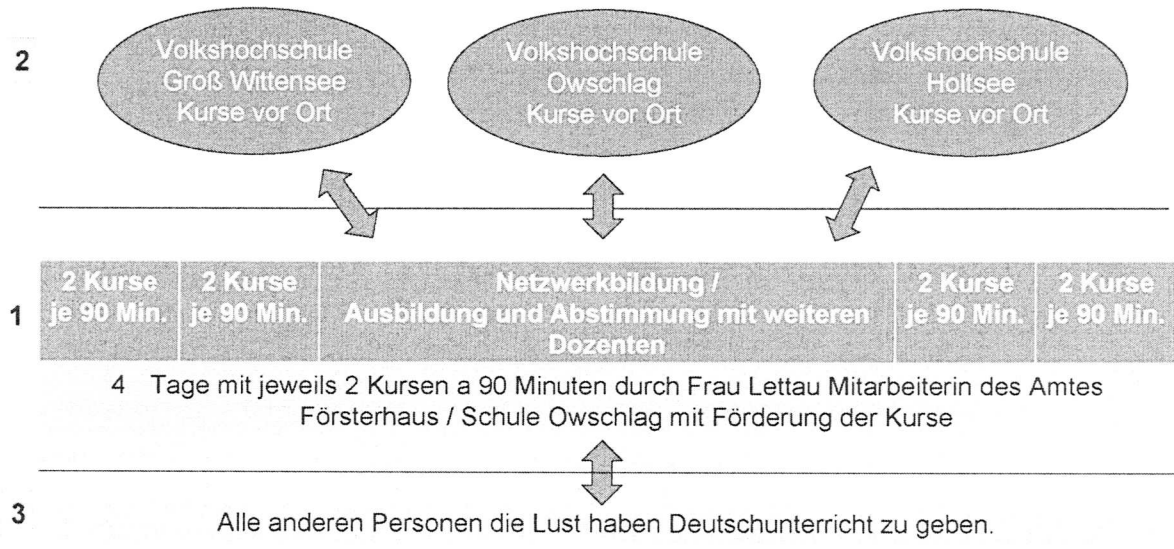 2
Volkshochschule
Groß Wittensee
Kurse vor Ort
Volkshochschule
Owschlag
Kurse vor Ort
Volkshochschule
Holtsee
Kurse vor Ort
1
2 Kurse
je 90 Min.
2 Kurse
je 90 Min.
Netzwerkbildung /
Ausbildung und Abstimmung mit weiteren
Dozenten
2 Kurse
je 90 Min.
2 Kurse
je 90 Min.
4 Tage mit jeweils 2 Kursen a 90 Minuten durch Frau Lettau Mitarbeiterin des Amtes
Försterhaus / Schule Owschlag mit Förderung der Kurse
3
Alle anderen Personen die Lust haben Deutschunterricht zu geben.